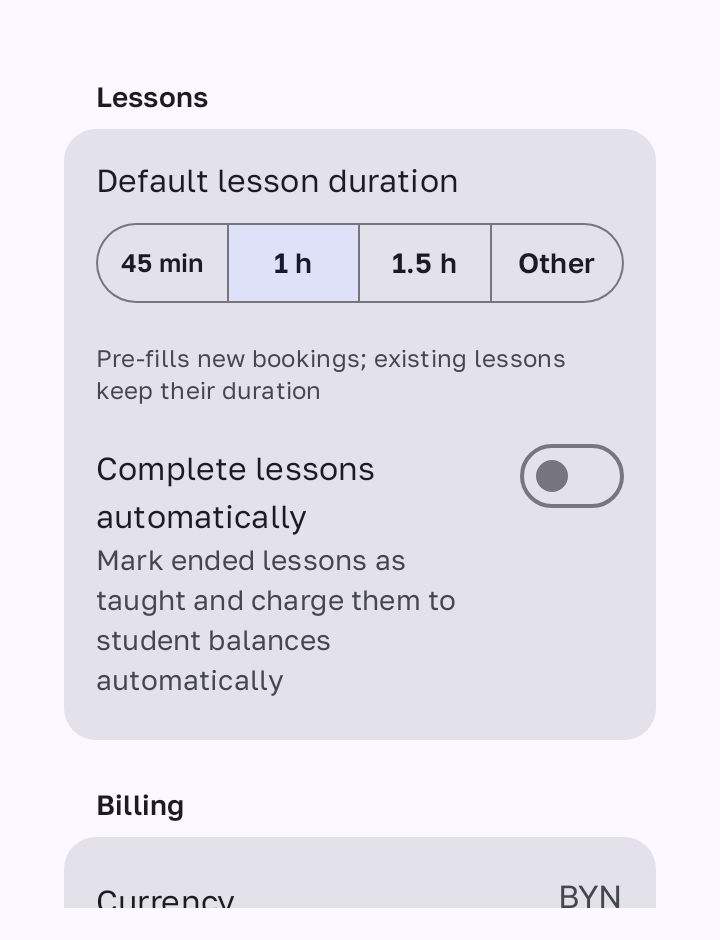 Lessons
Default lesson duration
45 min 1 h 1.5 h Other
Pre-fills new bookings; existing lessons
keep their duration
Complete lessons
automatically
Mark ended lessons as
taught and charge them to
student balances
automatically
Billing
Currency BYN